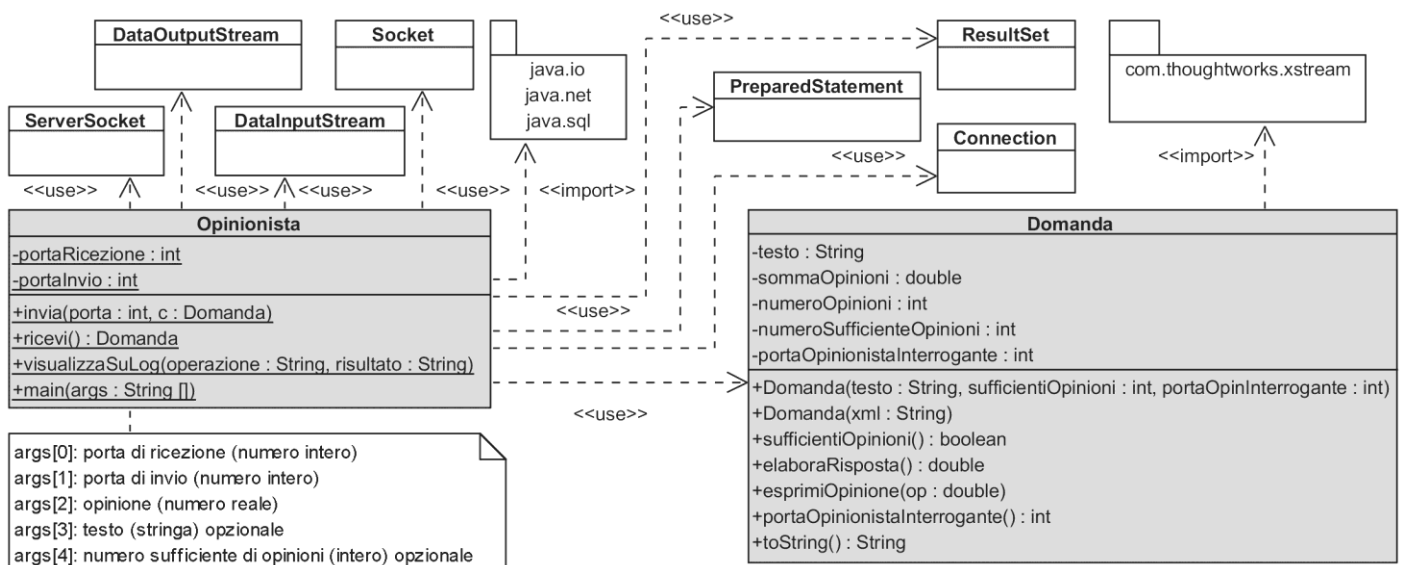 <<use>>
DataOutputStream
Socket
java.io
java.net
java.sql
ResultSet
com.thoughtworks.xstream
PreparedStatement
ServerSocket
DataInputStream
Connection
<<use>>
<<import>>
<<use>>
<<use>>
<<use>>
<<use>>
<<import>>
Opinionista
-portaRicezione : int
-portaInvio : int
+invia(porta : int, c : Domanda)
+ricevi() : Domanda
+visualizzaSuLog(operazione : String, risultato : String)
+main(args : String [])
<<use>>
<<use>>
Domanda
-testo : String
-sommaOpinioni : double
-numeroOpinioni : int
-numeroSufficienteOpinioni : int
-portaOpinionistaInterrogante : int
+Domanda(testo : String, sufficientiOpinioni : int, portaOpinInterrogante : int)
+Domanda(xml : String)
+sufficientiOpinioni() : boolean
+elaboraRisposta() : double
+esprimiOpinione(op : double)
+portaOpinionistaInterrogante() : int
+toString() : String
args[0]: porta di ricezione (numero intero)
args[1]: porta di invio (numero intero)
args[2]: opinione (numero reale)
args[3]: testo (stringa) opzionale
args[4]: numero sufficiente di opinioni (intero) opzionale